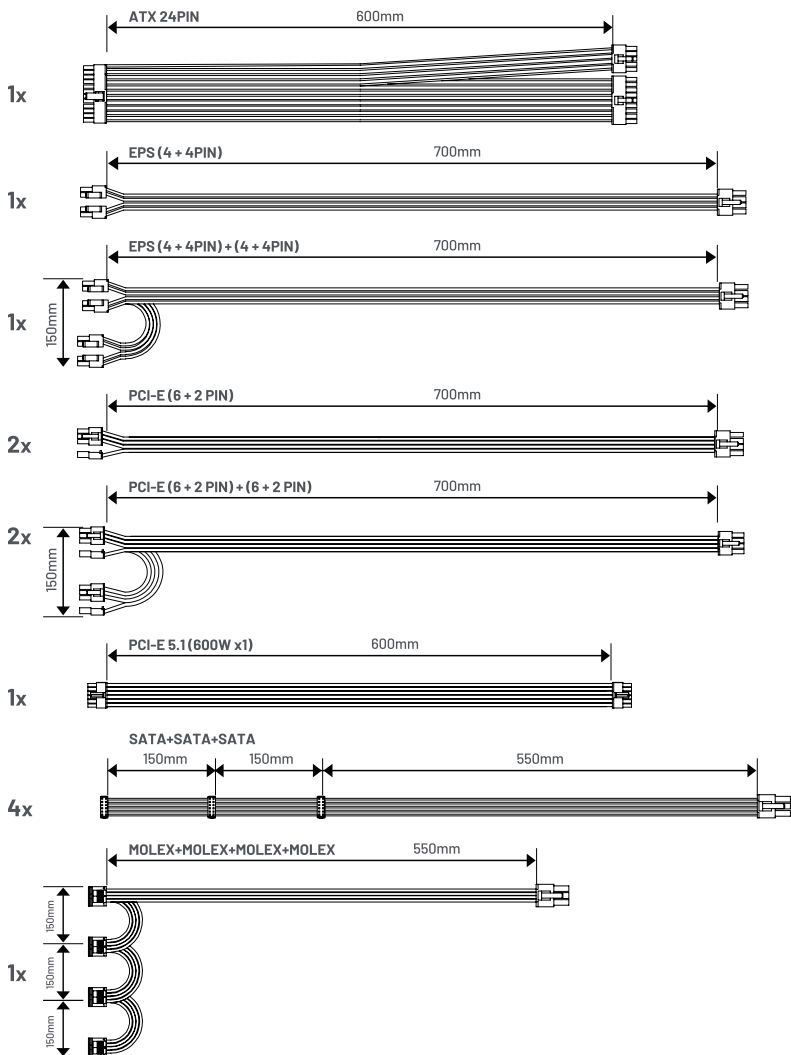 ATX 24PIN 600mm
1x
EPS (4 + 4PIN) 700mm
1x
EPS (4 + 4PIN) + (4 + 4PIN) 700mm
150mm
1x
PCI-E (6 + 2 PIN) 700mm
2x
PCI-E (6 + 2 PIN) + (6 + 2 PIN) 700mm
2x
150mm
PCI-E 5.1 (600W x1) 600mm
1x
SATA+SATA+SATA
150mm 150mm 550mm
4x
MOLEX+MOLEX+MOLEX+MOLEX 550mm
150mm
150mm
1x
150mm